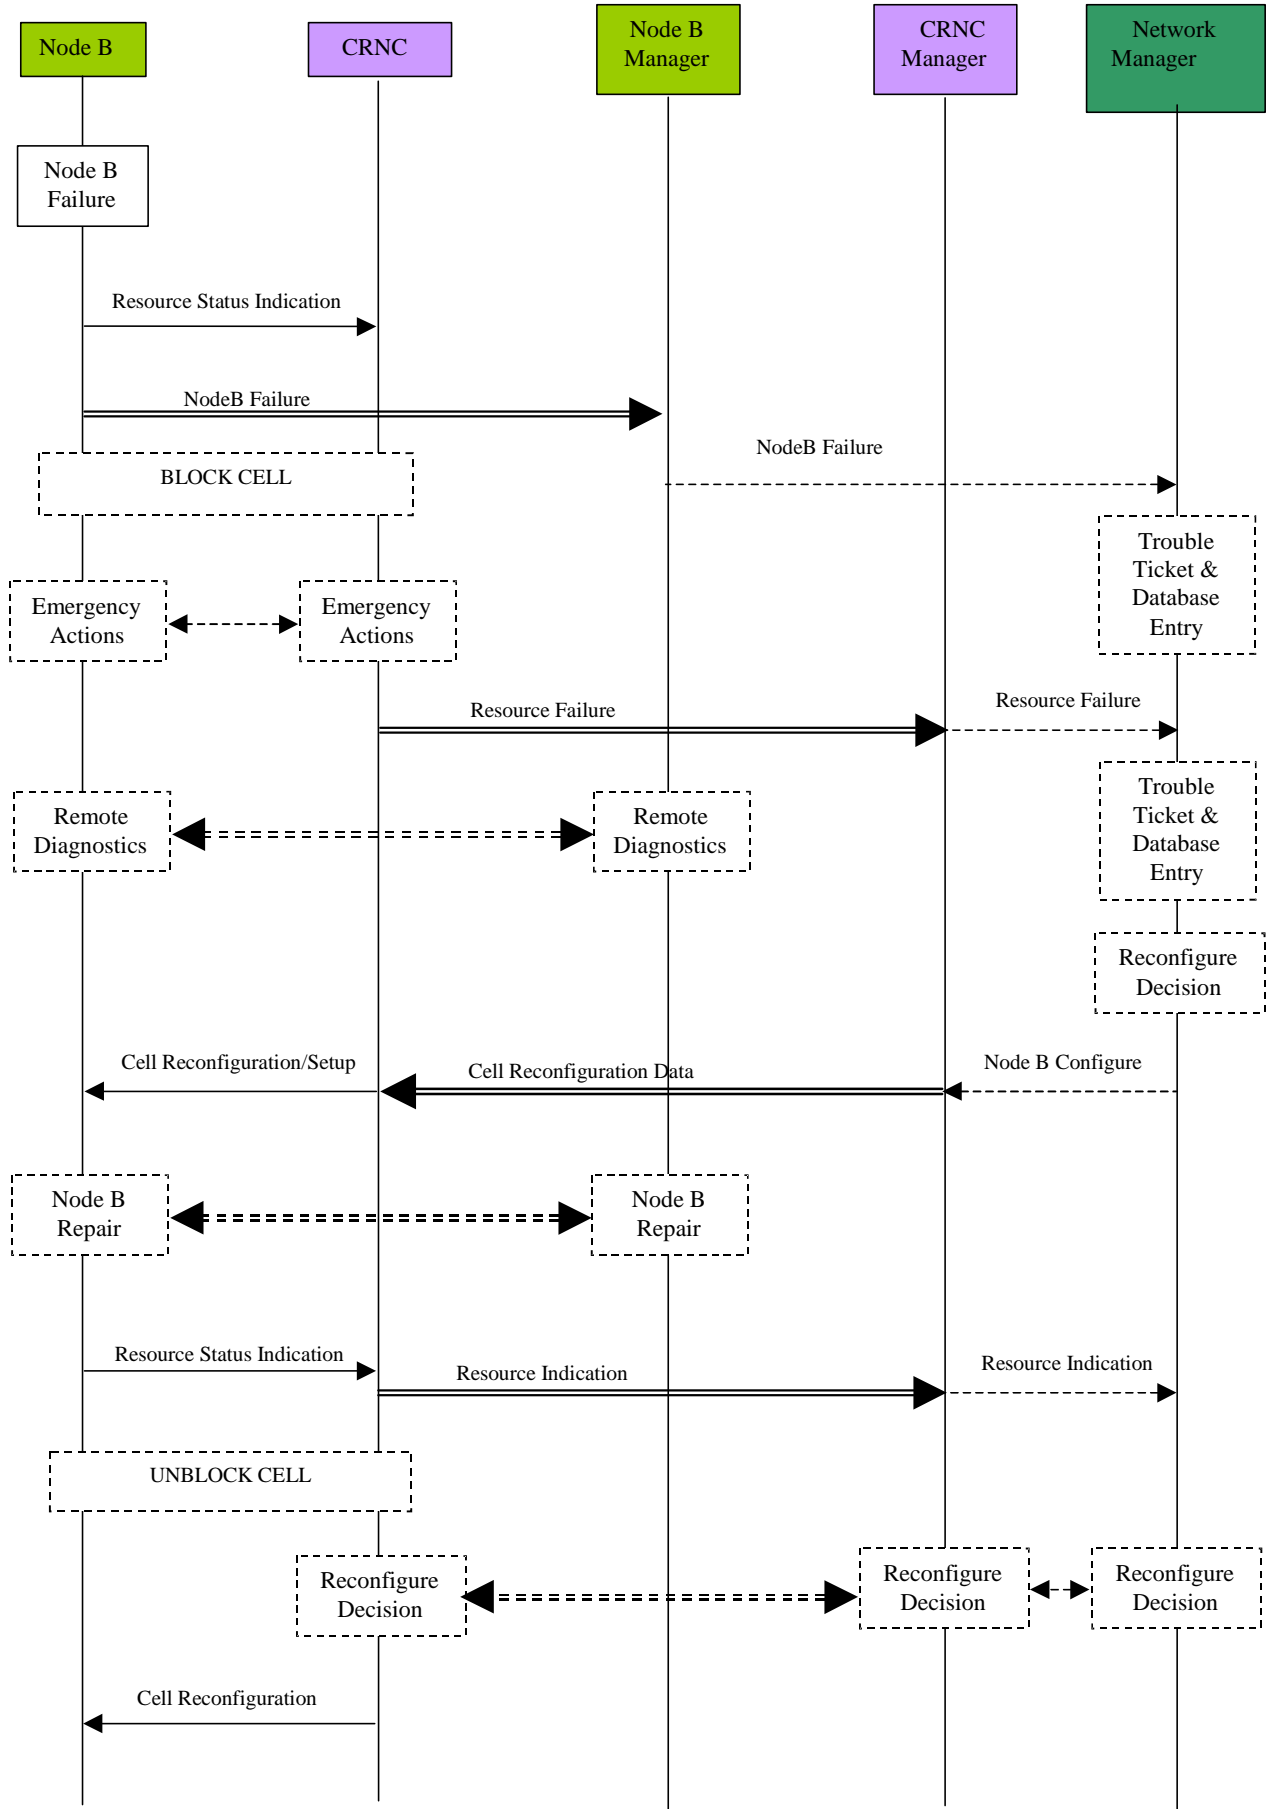 Node B
CRNC
Node B
Manager
CRNC
Manager
Network
Manager
Node B
Failure
Resource Status Indication
NodeB Failure
NodeB Failure
BLOCK CELL
Trouble
Ticket &
Database
Entry
Emergency
Actions
Emergency
Actions
Resource Failure
Resource Failure
Trouble
Ticket &
Database
Entry
Remote
Diagnostics
Remote
Diagnostics
Reconfigure
Decision
Cell Reconfiguration/Setup
Cell Reconfiguration Data
Node B Configure
Node B
Repair
Node B
Repair
Resource Status Indication
Resource Indication
Resource Indication
UNBLOCK CELL
Reconfigure
Decision
Reconfigure
Decision
Reconfigure
Decision
Cell Reconfiguration